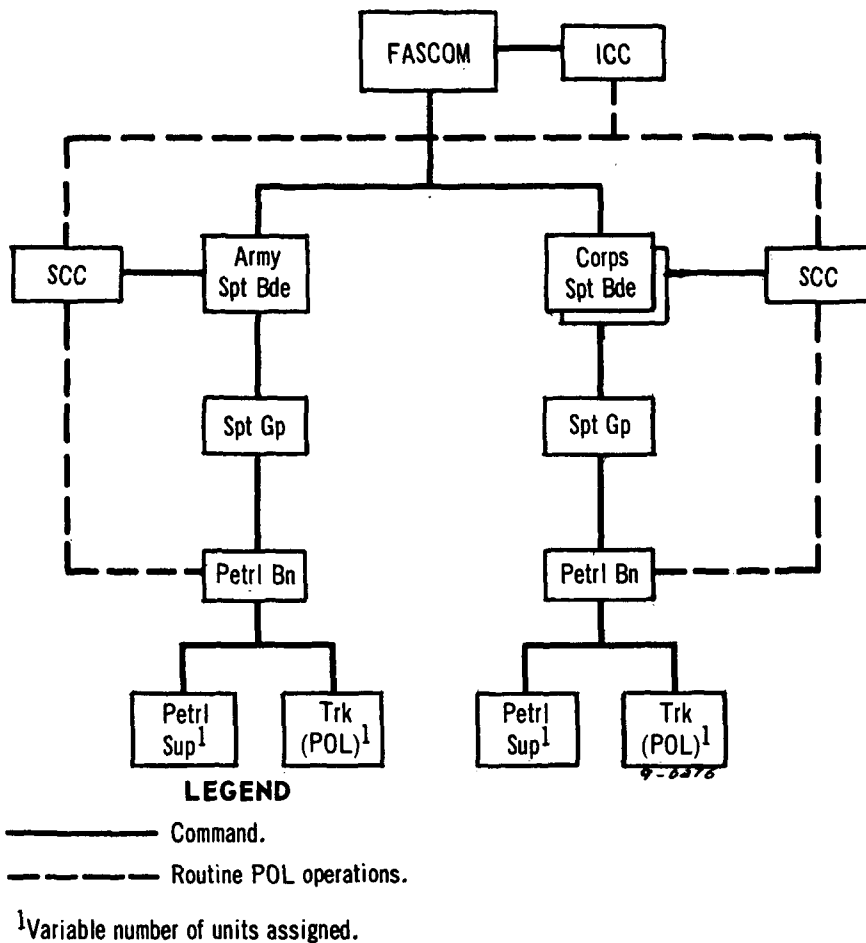 FASCOM
ICC
SCC
Army
Spt Bde
Corps
Spt Bde
SCC
Spt Gp
Spt Gp
Petrl Bn
Petrl Bn
Petrl
Sup1
Trk
(POL)1
Petrl
Sup1
Trk
(POL)1
LEGEND
Command.
Routine POL operations.
1Variable number of units assigned.